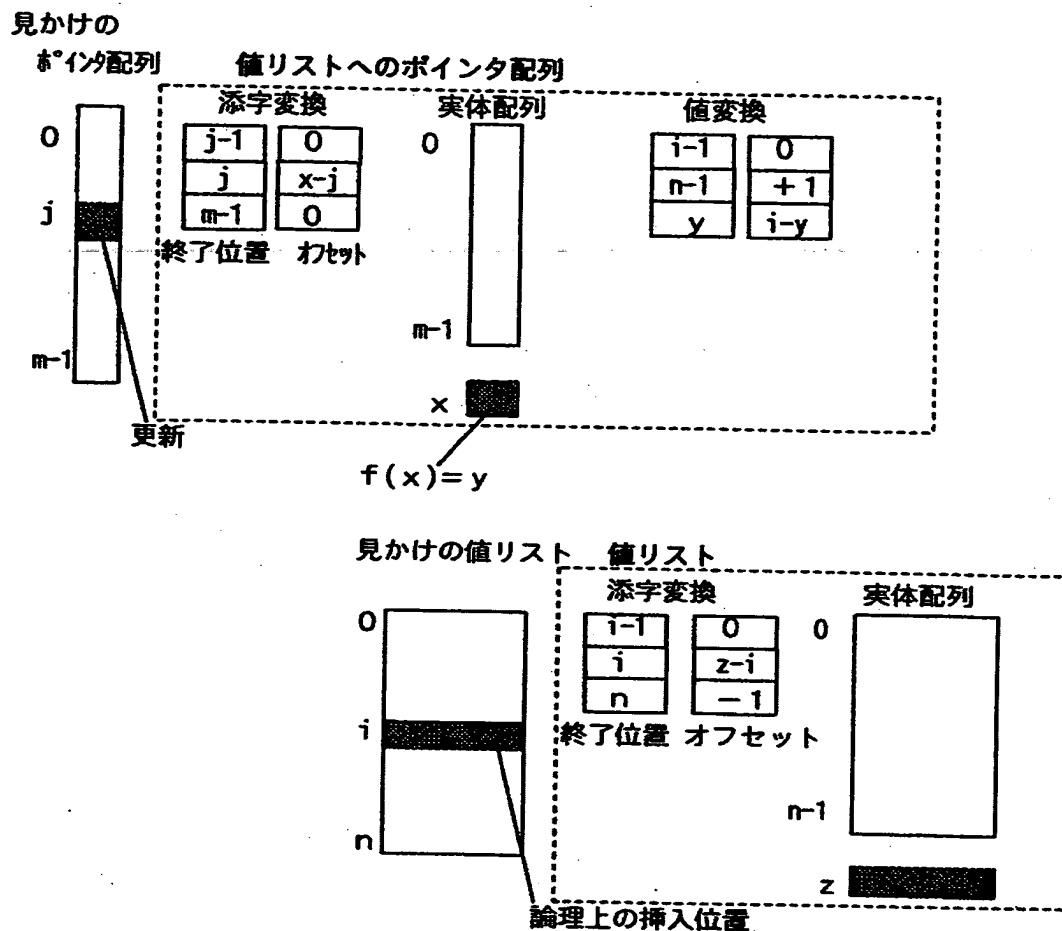 見かけの
ポインタ配列
値リストへのポインタ配列
添字変換
実体配列
値変換
0
j
m-1
j-1 0
j x-j
m-1 0
終了位置 オフセット
0
m-1
x
i-1 0
n-1 +1
y i-y
更新
f(x)=y
見かけの値リスト
値リスト
添字変換
実体配列
0
i
n
i-1 0
i z-i
n -1
終了位置 オフセット
0
n-1
z
論理上の挿入位置